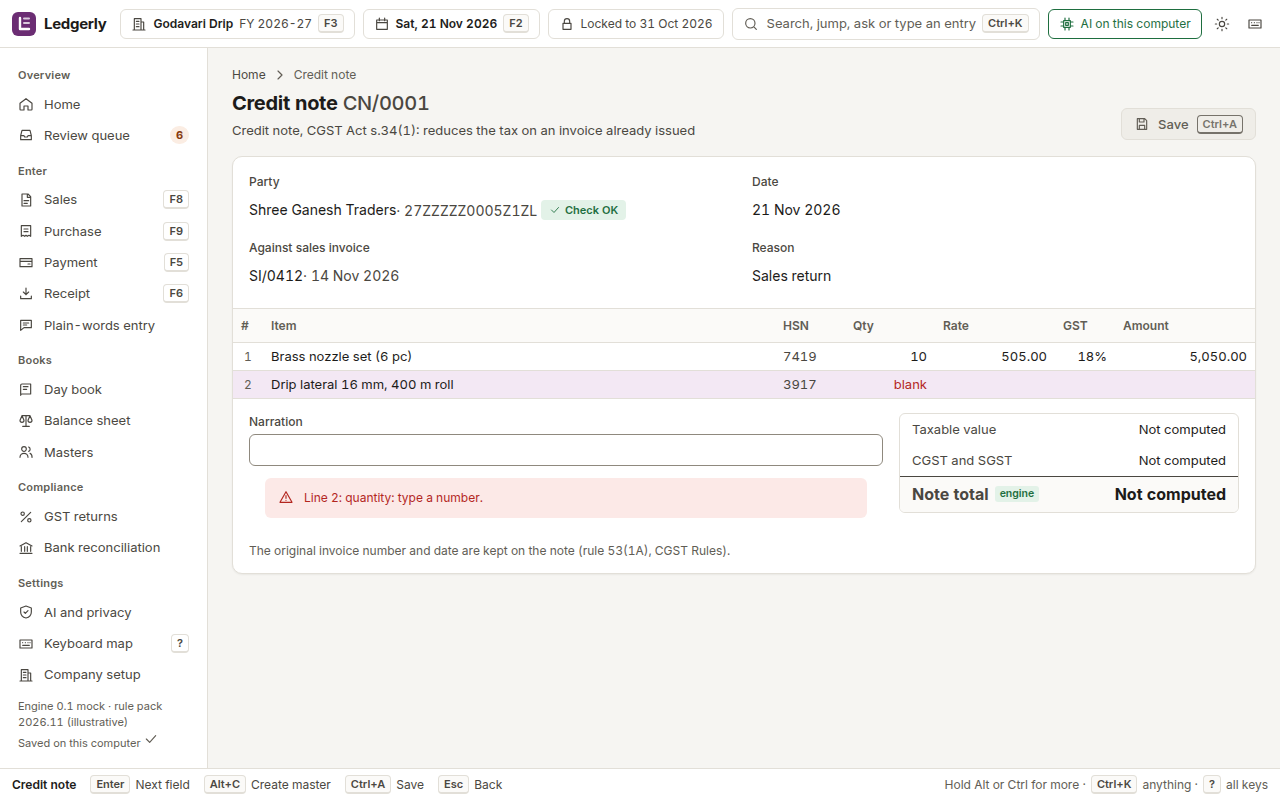 Ledgerly
Godavari Drip FY 2026-27 F3
Sat, 21 Nov 2026 F2
Locked to 31 Oct 2026
Search, jump, ask or type an entry Ctrl+K
AI on this computer
Overview
Home
Review queue 6
Enter
Sales F8
Purchase F9
Payment F5
Receipt F6
Plain-words entry
Books
Day book
Balance sheet
Masters
Compliance
GST returns
Bank reconciliation
Settings
AI and privacy
Keyboard map ?
Company setup
Engine 0.1 mock · rule pack
2026.11 (illustrative)
Saved on this computer
Home > Credit note
Credit note CN/0001
Credit note, CGST Act s.34(1): reduces the tax on an invoice already issued
Save Ctrl+A
Party
Shree Ganesh Traders· 27ZZZZZ0005Z1ZL Check OK
Date
21 Nov 2026
Against sales invoice
SI/0412· 14 Nov 2026
Reason
Sales return
# Item HSN Qty Rate GST Amount
1 Brass nozzle set (6 pc) 7419 10 505.00 18% 5,050.00
2 Drip lateral 16 mm, 400 m roll 3917 blank
Narration
Line 2: quantity: type a number.
Taxable value Not computed
CGST and SGST Not computed
Note total engine Not computed
The original invoice number and date are kept on the note (rule 53(1A), CGST Rules).
Credit note Enter Next field Alt+C Create master Ctrl+A Save Esc Back
Hold Alt or Ctrl for more · Ctrl+K anything · ? all keys